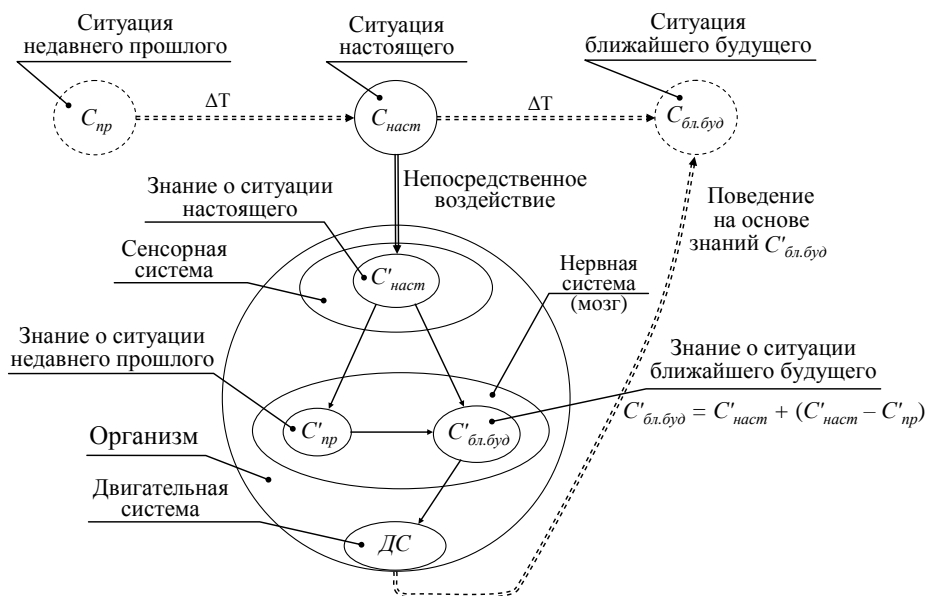 Ситуация
недавнего прошлого
Ситуация
настоящего
Ситуация
ближайшего будущего
Cпр
ΔT
Cнаст
ΔT
Cбл.буд
Знание о ситуации
настоящего
Непосредственное
воздействие
Поведение
на основе
знаний C′бл.буд
Сенсорная
система
C′наст
Нервная
система
(мозг)
Знание о ситуации
недавнего прошлого
Знание о ситуации
ближайшего будущего
C′бл.буд = C′наст + (C′наст – C′пр)
C′пр
C′бл.буд
Организм
Двигательная
система
ДС